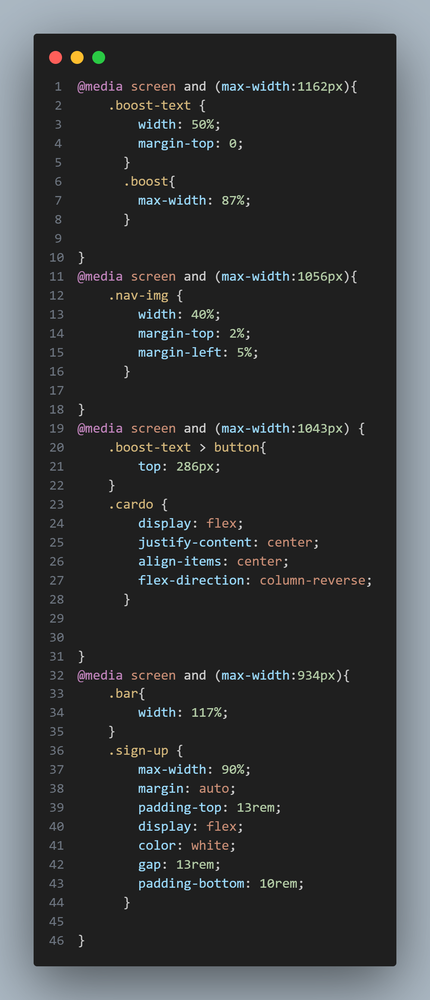 1 @media screen and (max-width:1162px){
2     .boost-text {
3         width: 50%;
4         margin-top: 0;
5       }
6       .boost{
7         max-width: 87%;
8       }
9
10 }
11 @media screen and (max-width:1056px){
12     .nav-img {
13         width: 40%;
14         margin-top: 2%;
15         margin-left: 5%;
16       }
17
18 }
19 @media screen and (max-width:1043px) {
20     .boost-text > button{
21         top: 286px;
22     }
23     .cardo {
24         display: flex;
25         justify-content: center;
26         align-items: center;
27         flex-direction: column-reverse;
28       }
29
30
31 }
32 @media screen and (max-width:934px){
33     .bar{
34         width: 117%;
35     }
36     .sign-up {
37         max-width: 90%;
38         margin: auto;
39         padding-top: 13rem;
40         display: flex;
41         color: white;
42         gap: 13rem;
43         padding-bottom: 10rem;
44       }
45
46 }